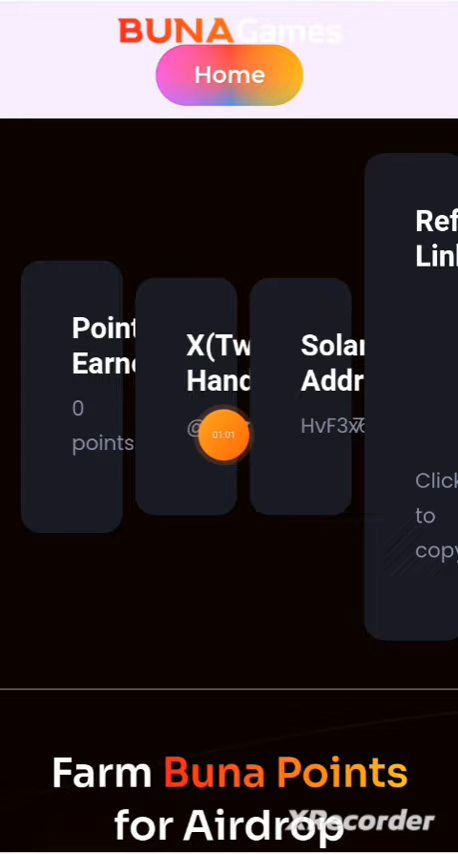 BUNA Games
Home
Point
Earne
0
points
X(Tw
Hand
@
01:01
Solar
Addr
HvF3x
Ref
Lin
Click
to
copy
Farm Buna Points
for Airdrop
XRecorder